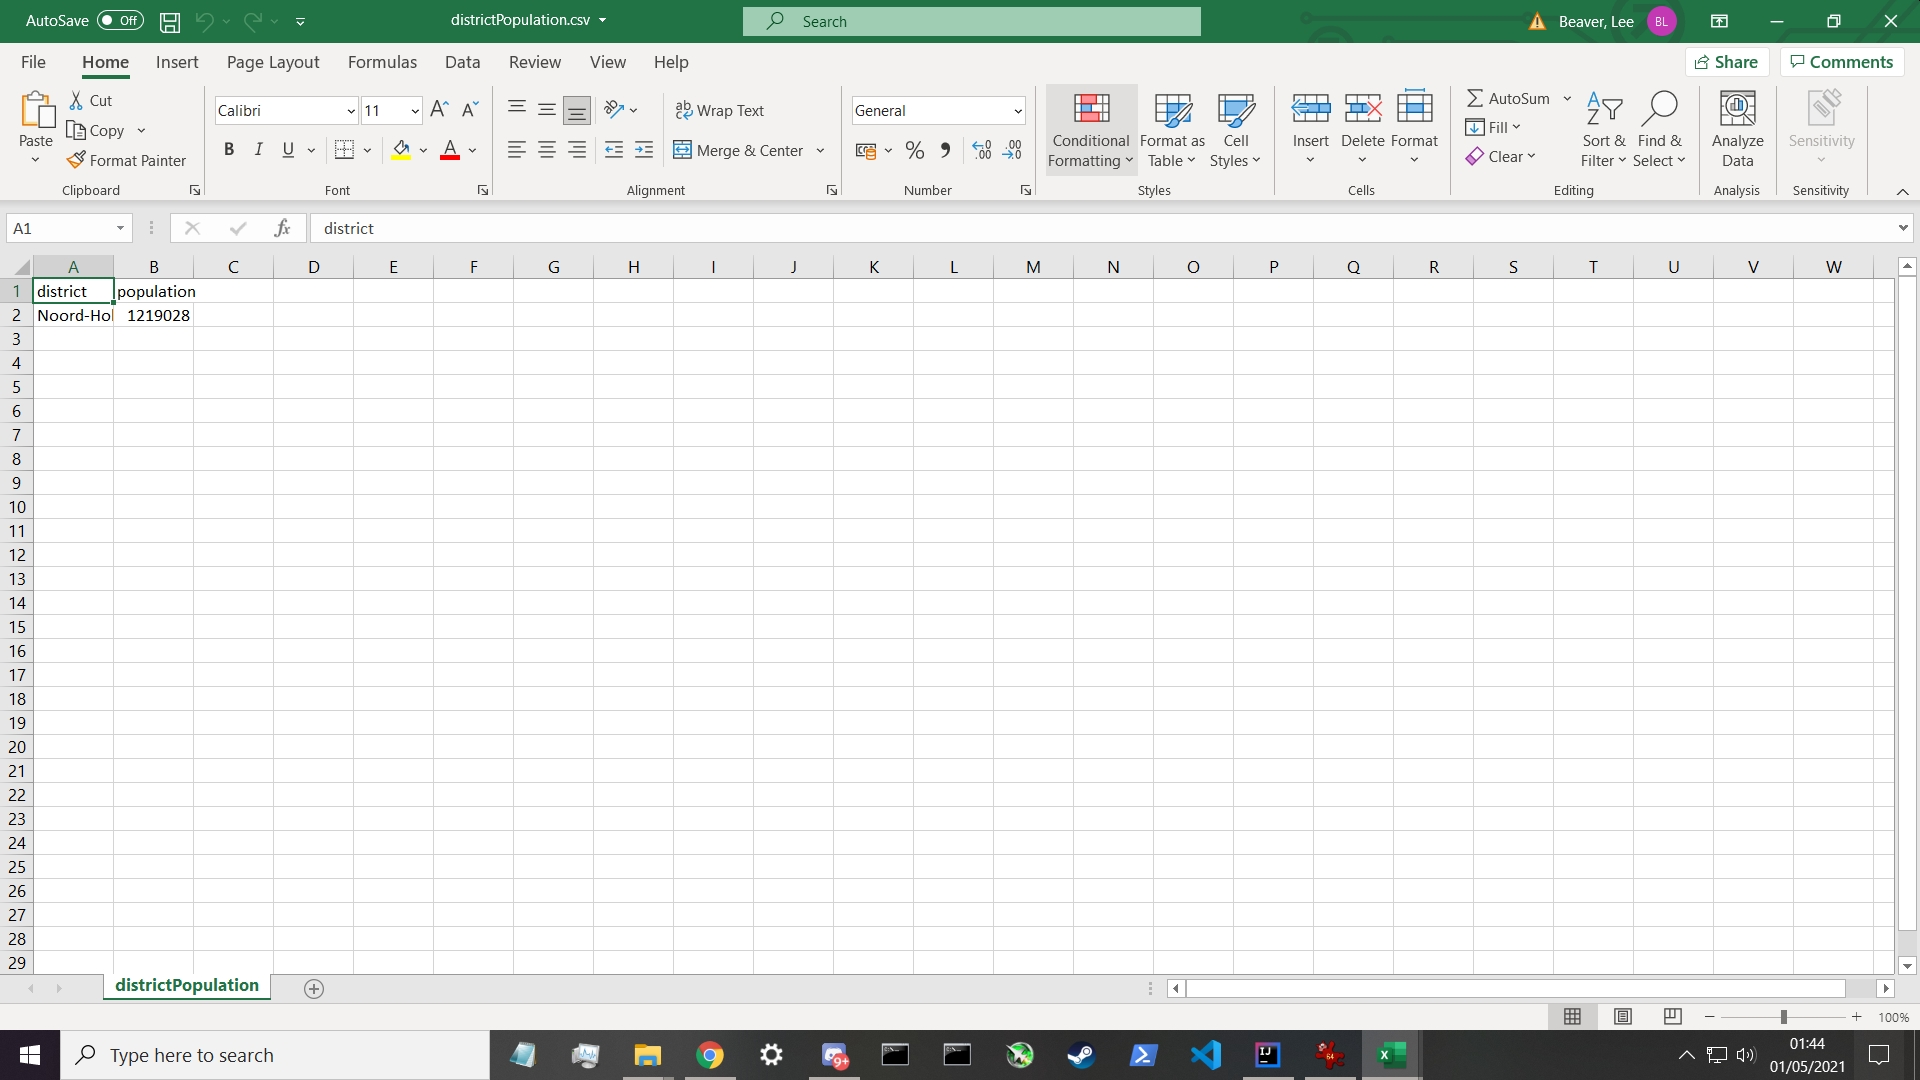 AutoSave Off districtPopulation.csv Search Beaver, Lee BL
File Home Insert Page Layout Formulas Data Review View Help Share Comments
Paste Cut Copy Format Painter
Clipboard
Calibri 11
B I U A
Font
Wrap Text
Merge & Center
Alignment
General
% 
Number
Conditional Formatting
Format as Table
Cell Styles
Styles
Insert Delete Format
Cells
AutoSum
Fill
Clear
Sort & Filter
Find & Select
Editing
Analyze Data
Analysis
Sensitivity
Sensitivity
A1 fx district
A B C D E F G H I J K L M N O P Q R S T U V W
1 district population
2 Noord-Hol 1219028
3
4
5
6
7
8
9
10
11
12
13
14
15
16
17
18
19
20
21
22
23
24
25
26
27
28
29
districtPopulation
100%
Type here to search
9+
IJ
64
01:44
01/05/2021